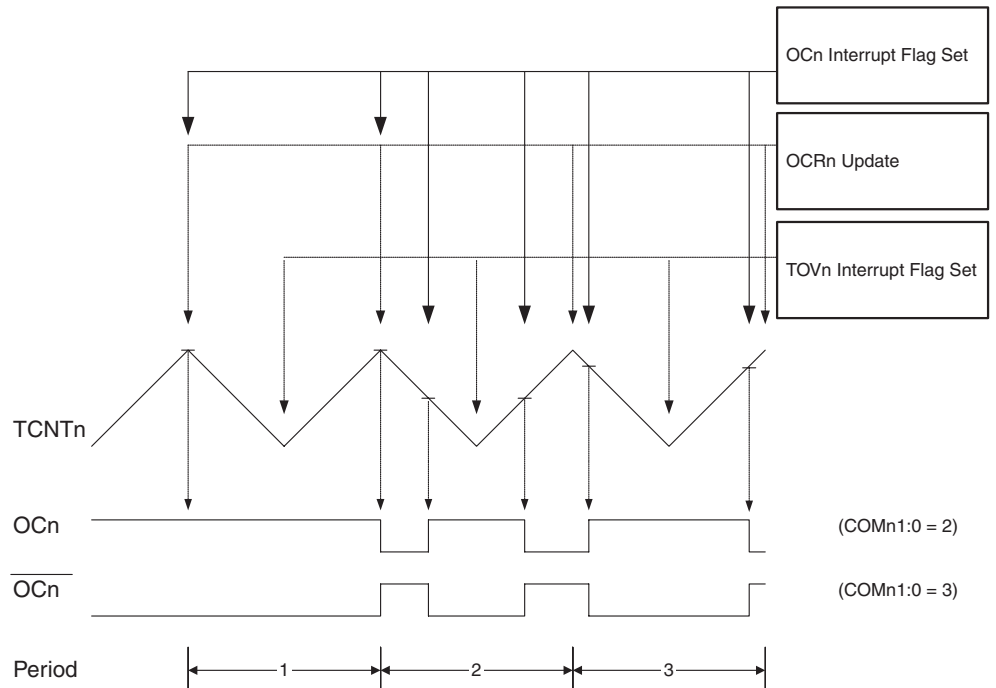 OCn Interrupt Flag Set
OCRn Update
TOVn Interrupt Flag Set
TCNTn
OCn
(COMn1:0 = 2)
OCn
(COMn1:0 = 3)
Period
1
2
3